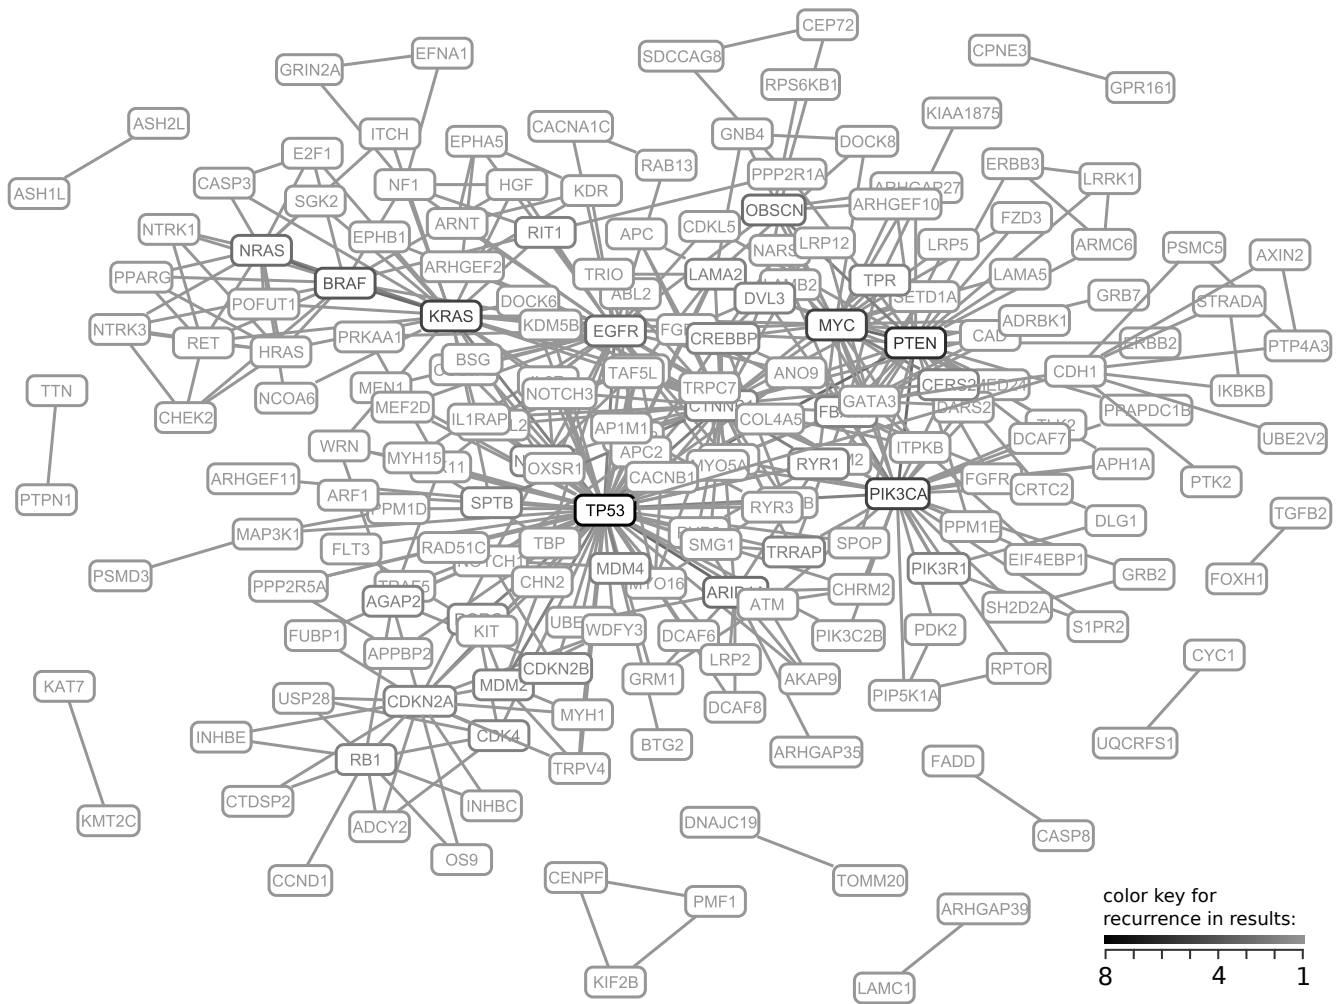 CEP72
EFNA1
CPNE3
SDCCAG8
GRIN2A
RPS6KB1
GPR161
KIAA1875
ASH2L
CACNA1C
ITCH
GNB4
EPHA5
DOCK8
E2F1
ERBB3
RAB13
PPP2R1A
LRRK1
CASP3
NF1
HGF
ARHGAP27
KDR
ASH1L
SGK2
ARHGEF10
OBSCN
FZD3
ARNT
CDKL5
NTRK1
RIT1
APC
EPHB1
LRP12
LRP5
ARMC6
PSMC5
NRAS
NARS
AXIN2
ARHGEF2
TRIO
LAMA2
LAMA5
PPARG
BRAF
TPR
ABL2
DVL3
SETD1A
GRB7
DOCK6
STRADA
POFUT1
KRAS
ADRBK1
NTRK3
KDM5B
EGFR
MYC
PRKAA1
CREBBP
CAD
RET
PTEN
ERBB2
PTP4A3
HRAS
BSG
TAF5L
ANO9
CDH1
MEN1
TRPC7
CERS2
MED24
TTN
NCOA6
NOTCH3
IKBKB
GATA3
MEF2D
DARS2
PPAPDC1B
CHEK2
IL1RAP
COL4A5
AP1M1
DCAF7
UBE2V2
WRN
ITPKB
APC2
MYH15
OXSR1
MYO5A
RYR1
APH1A
ARHGEF11
CACNB1
FGFR
PTK2
ARF1
CRTC2
PTPN1
SPTB
PIK3CA
PPM1D
TP53
RYR3
TGFB2
DLG1
PPM1E
MAP3K1
FLT3
RAD51C
TBP
SMG1
SPOP
TRRAP
EIF4EBP1
PSMD3
NOTCH1
MDM4
PIK3R1
GRB2
FOXH1
PPP2R5A
CHN2
MYO16
CHRM2
AGAP2
ATM
SH2D2A
FUBP1
KIT
WDFY3
DCAF6
PIK3C2B
PDK2
S1PR2
APPBP2
LRP2
CYC1
CDKN2B
RPTOR
GRM1
AKAP9
KAT7
MDM2
PIP5K1A
USP28
CDKN2A
DCAF8
MYH1
INHBE
CDK4
BTG2
UQCRFS1
ARHGAP35
RB1
FADD
TRPV4
CTDSP2
INHBC
KMT2C
DNAJC19
ADCY2
CASP8
OS9
CENPF
CCND1
TOMM20
PMF1
ARHGAP39
KIF2B
LAMC1
color key for
recurrence in results:
8 4 1